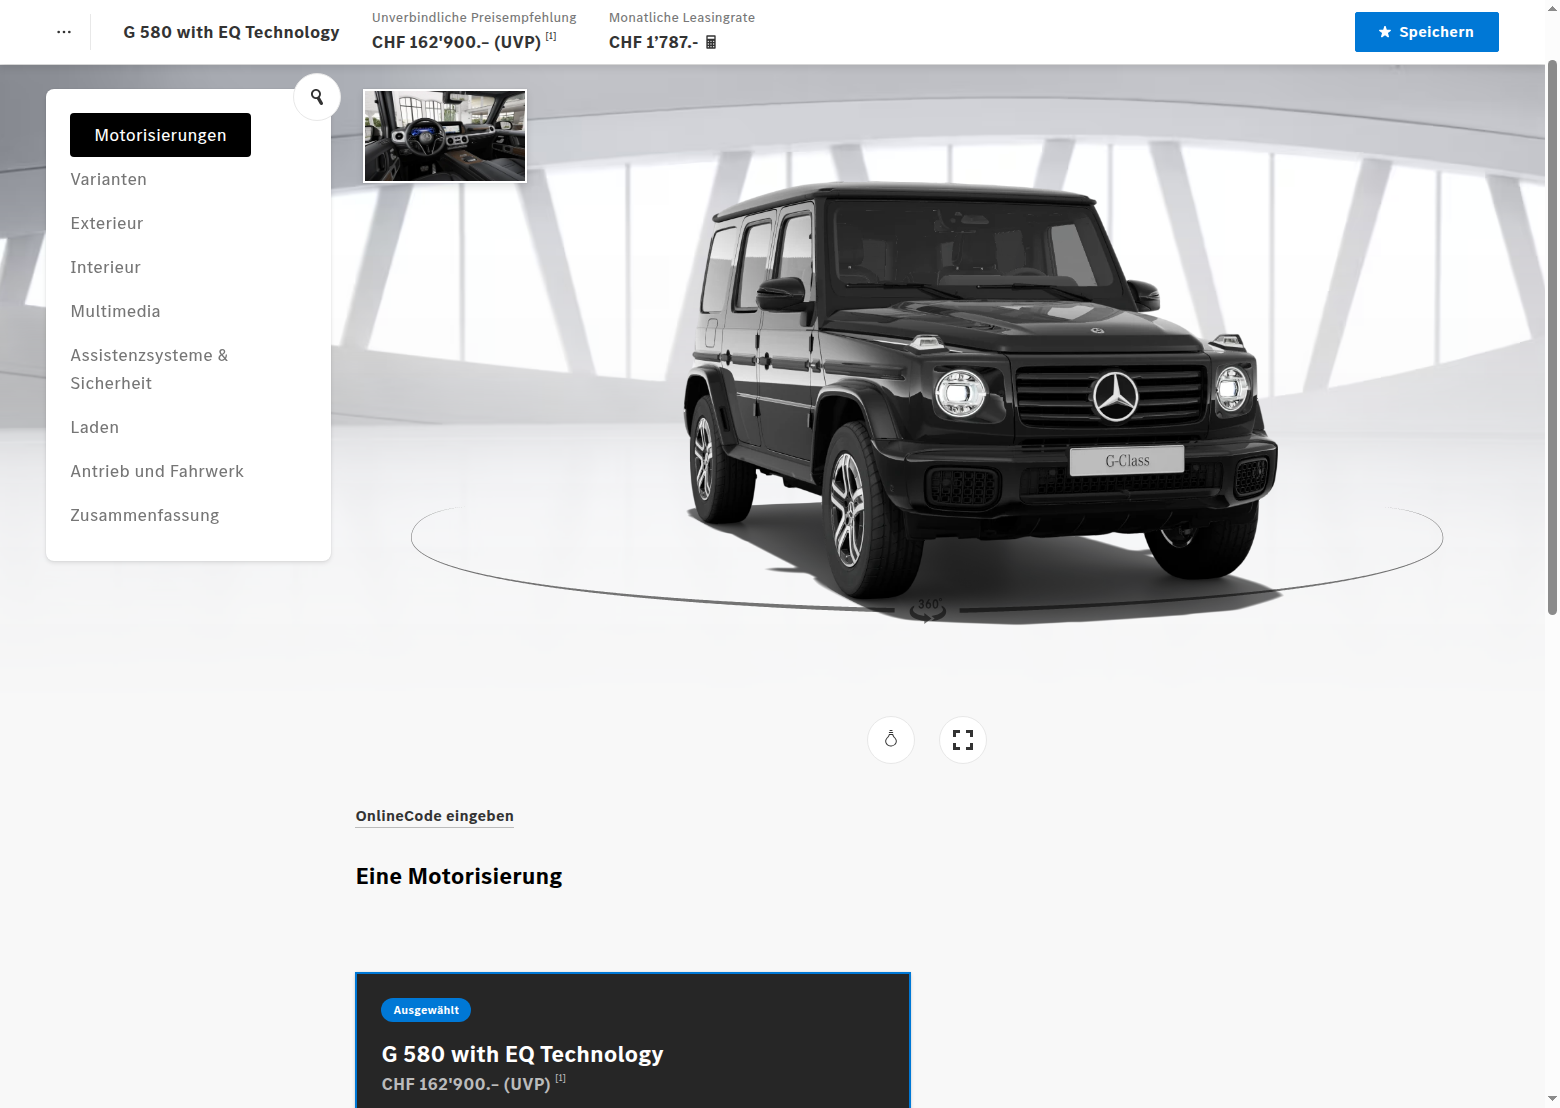 G 580 with EQ Technology
Unverbindliche Preisempfehlung
CHF 162'900.– (UVP) [1]
Monatliche Leasingrate
CHF 1’787.-
Speichern
Motorisierungen
Varianten
Exterieur
Interieur
Multimedia
Assistenzsysteme &
Sicherheit
Laden
Antrieb und Fahrwerk
Zusammenfassung
G-Class
360°
OnlineCode eingeben
Eine Motorisierung
Ausgewählt
G 580 with EQ Technology
CHF 162'900.– (UVP) [1]